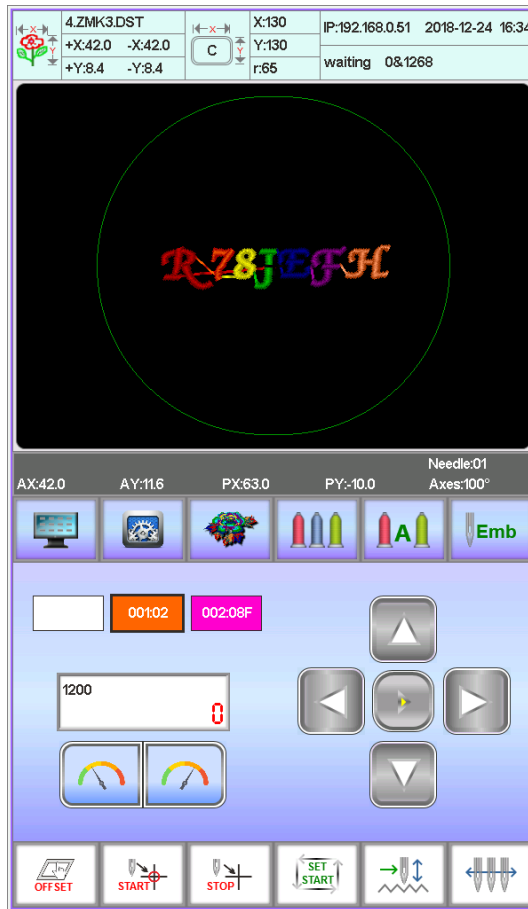 X
Y
4.ZMK3.DST
+X:42.0 -X:42.0
+Y:8.4 -Y:8.4
X
C
Y
X:130
Y:130
r:65
IP:192.168.0.51 2018-12-24 16:34
waiting 0&1268
R78JEFH
Needle:01
AX:42.0 AY:11.6 PX:63.0 PY:-10.0 Axes:100°
A
Emb
001:02 002:08F
1200
0
OFFSET
START
STOP
SET
START